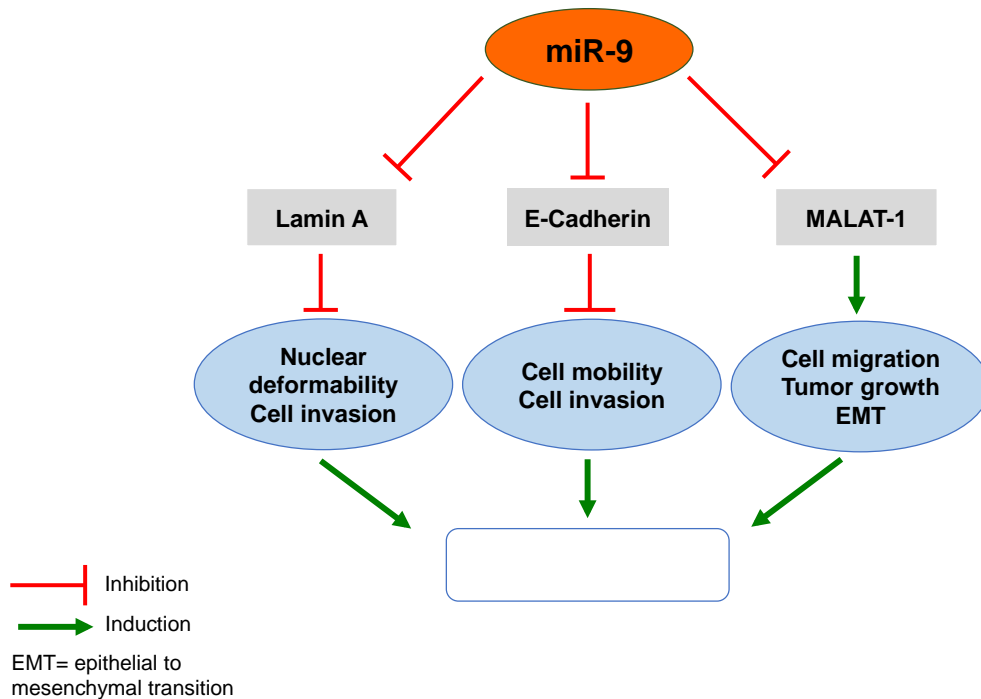 miR-9
Lamin A
E-Cadherin
MALAT-1
Nuclear
deformability
Cell invasion
Cell mobility
Cell invasion
Cell migration
Tumor growth
EMT
Inhibition
Induction
EMT= epithelial to
mesenchymal transition